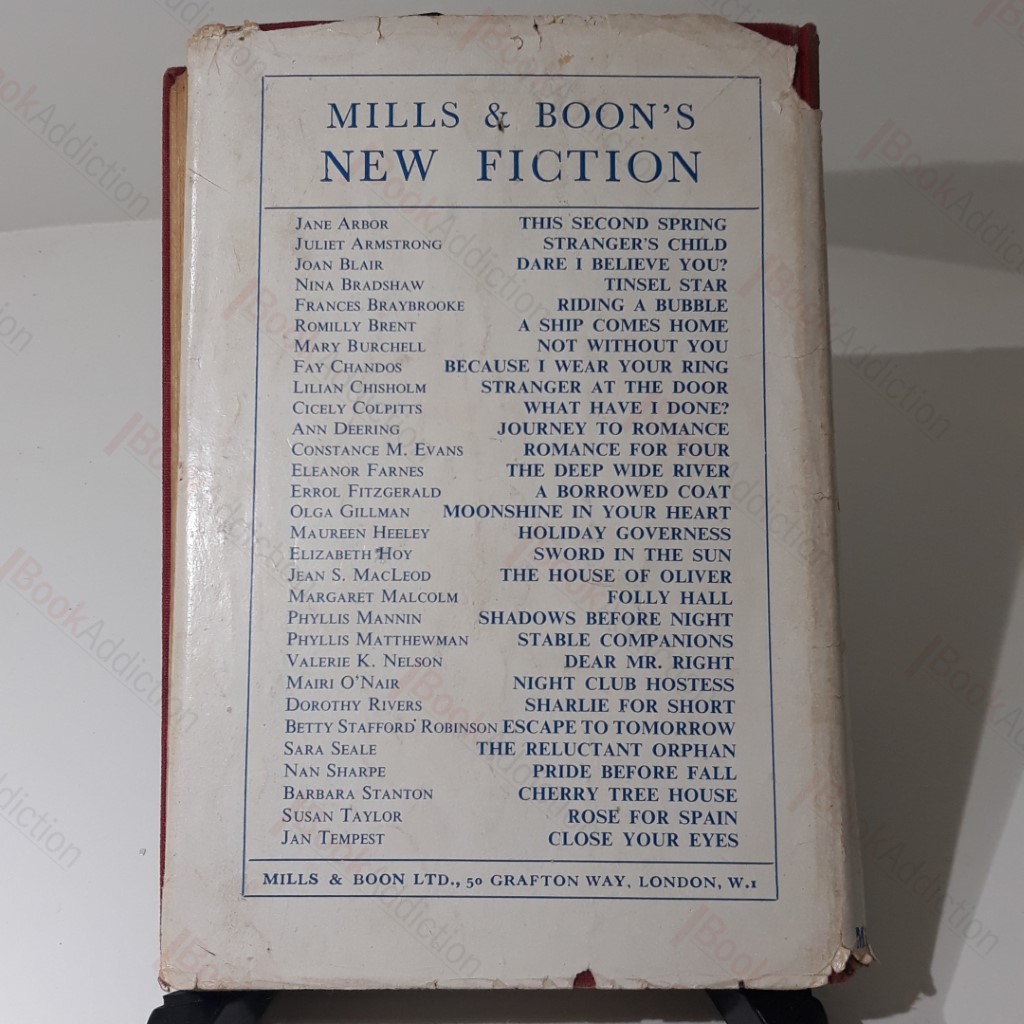 MILLS & BOON'S
NEW FICTION
JANE ARBOR THIS SECOND SPRING
JULIET ARMSTRONG STRANGER'S CHILD
JOAN BLAIR DARE I BELIEVE YOU?
NINA BRADSHAW TINSEL STAR
FRANCES BRAYBROOKE RIDING A BUBBLE
ROMILLY BRENT A SHIP COMES HOME
MARY BURCHELL NOT WITHOUT YOU
FAY CHANDOS BECAUSE I WEAR YOUR RING
LILIAN CHISHOLM STRANGER AT THE DOOR
CICELY COLPITTS WHAT HAVE I DONE?
ANN DEERING JOURNEY TO ROMANCE
CONSTANCE M. EVANS ROMANCE FOR FOUR
ELEANOR FARNES THE DEEP WIDE RIVER
ERROL FITZGERALD A BORROWED COAT
OLGA GILLMAN MOONSHINE IN YOUR HEART
MAUREEN HEELEY HOLIDAY GOVERNESS
ELIZABETH HOY SWORD IN THE SUN
JEAN S. MACLEOD THE HOUSE OF OLIVER
MARGARET MALCOLM FOLLY HALL
PHYLLIS MANNIN SHADOWS BEFORE NIGHT
PHYLLIS MATTHEWMAN STABLE COMPANIONS
VALERIE K. NELSON DEAR MR. RIGHT
MAIRI O'NAIR NIGHT CLUB HOSTESS
DOROTHY RIVERS SHARLIE FOR SHORT
BETTY STAFFORD ROBINSON ESCAPE TO TOMORROW
SARA SEALE THE RELUCTANT ORPHAN
NAN SHARPE PRIDE BEFORE FALL
BARBARA STANTON CHERRY TREE HOUSE
SUSAN TAYLOR ROSE FOR SPAIN
JAN TEMPEST CLOSE YOUR EYES
MILLS & BOON LTD., 50 GRAFTON WAY, LONDON, W.1
BookAddiction